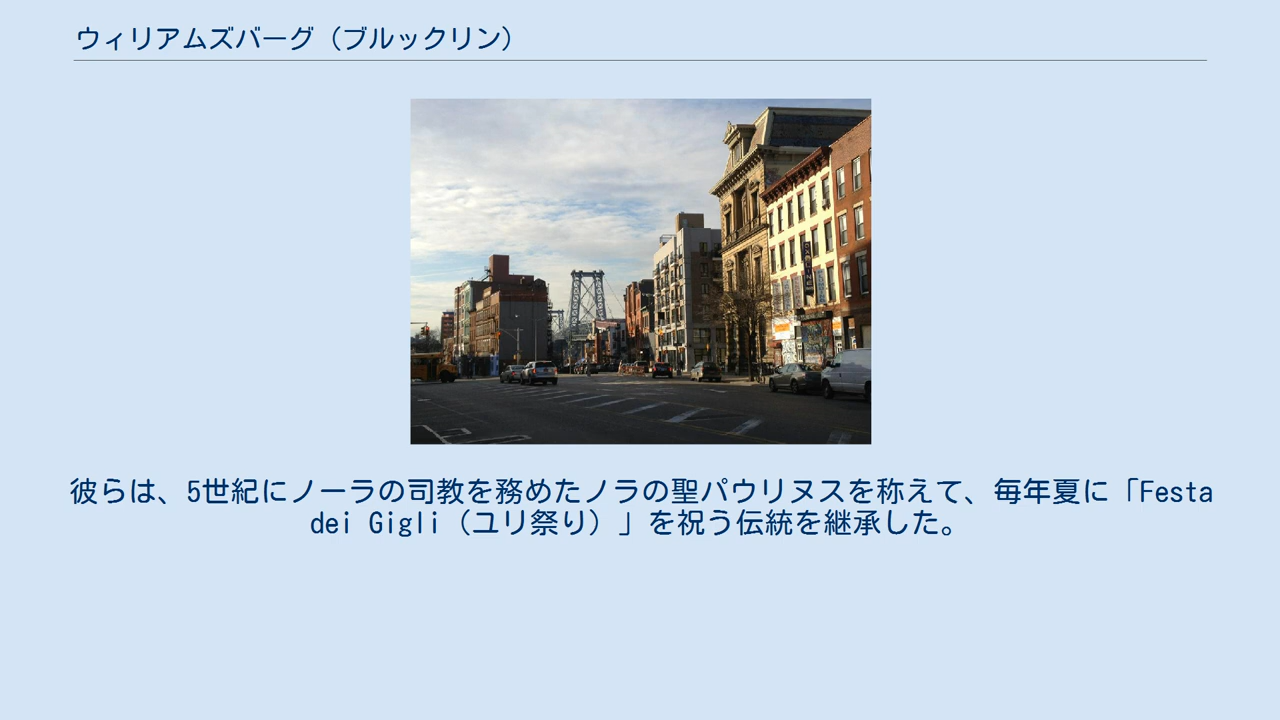 ウィリアムズバーグ（ブルックリン）
彼らは、5世紀にノーラの司教を務めたノラの聖パウリヌスを称えて、毎年夏に「Festa
dei Gigli（ユリ祭り）」を祝う伝統を継承した。